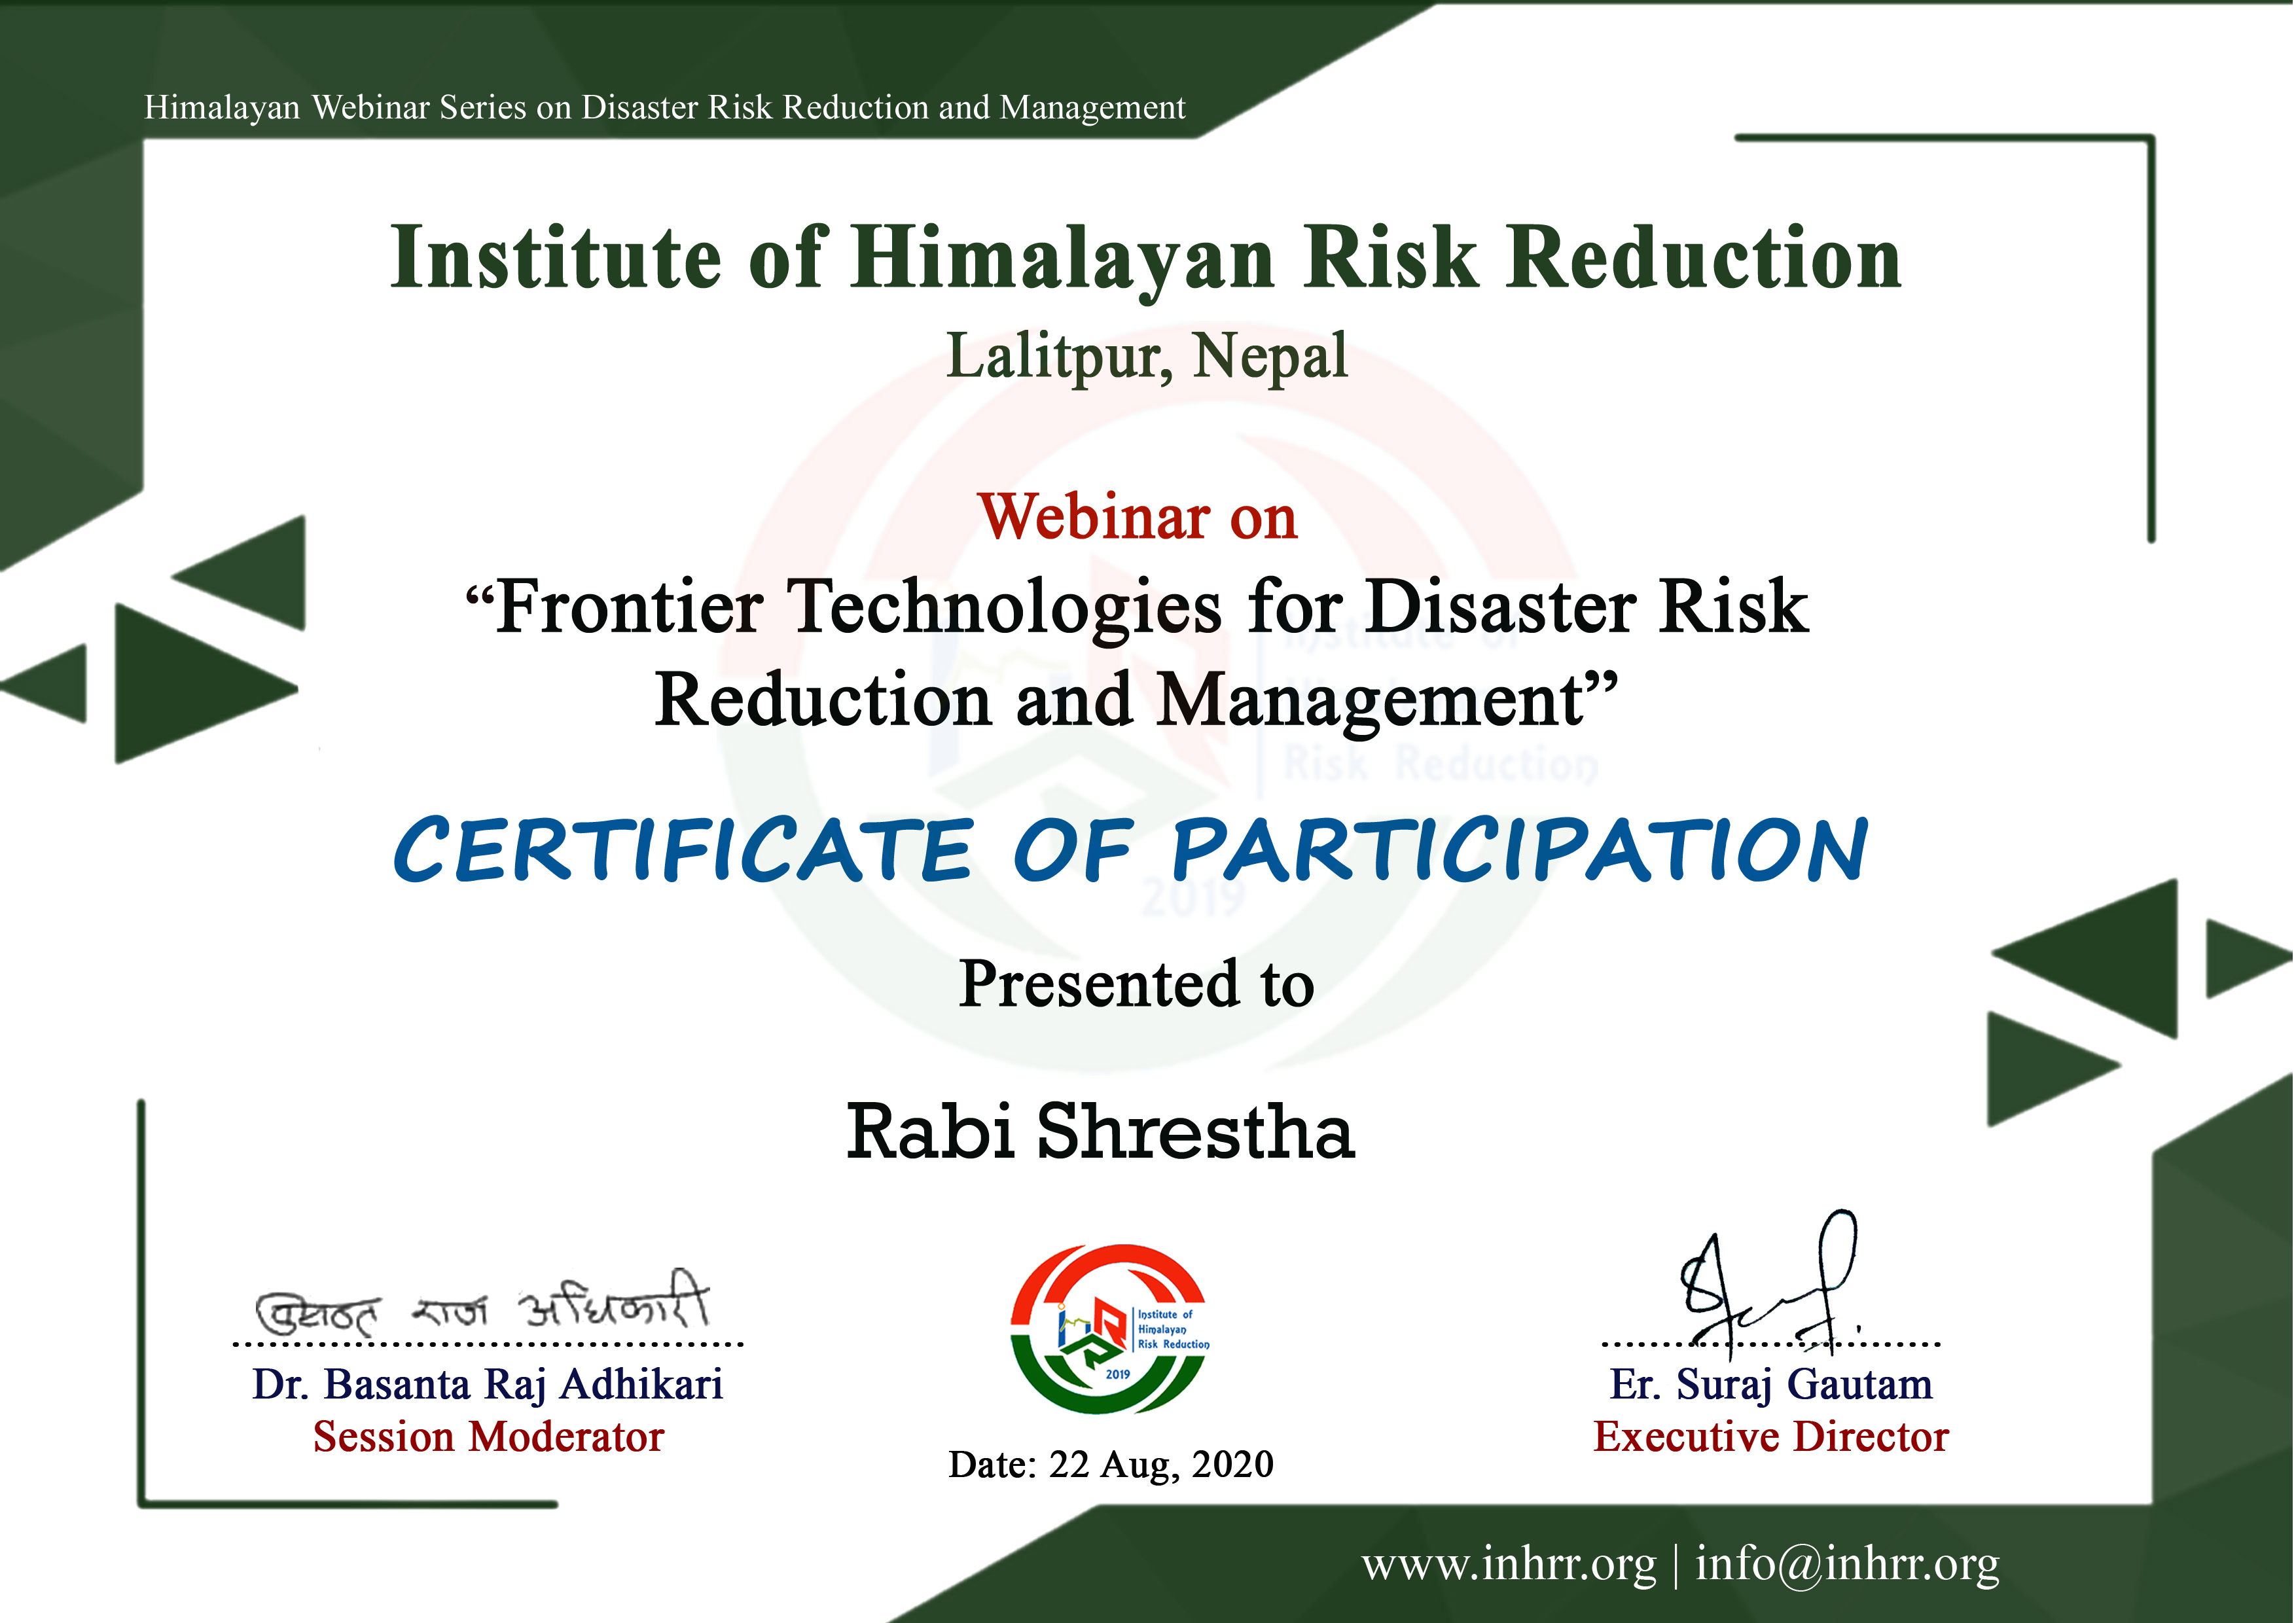 Himalayan Webinar Series on Disaster Risk Reduction and Management
Institute of Himalayan Risk Reduction
Lalitpur, Nepal
Webinar on
“Frontier Technologies for Disaster Risk
Reduction and Management”
CERTIFICATE OF PARTICIPATION
Presented to
Rabi Shrestha
बसन्त राज अधिकारी
Dr. Basanta Raj Adhikari
Session Moderator
Institute of
Himalayan
Risk Reduction
2019
Date: 22 Aug, 2020
Er. Suraj Gautam
Executive Director
www.inhrr.org | info@inhrr.org